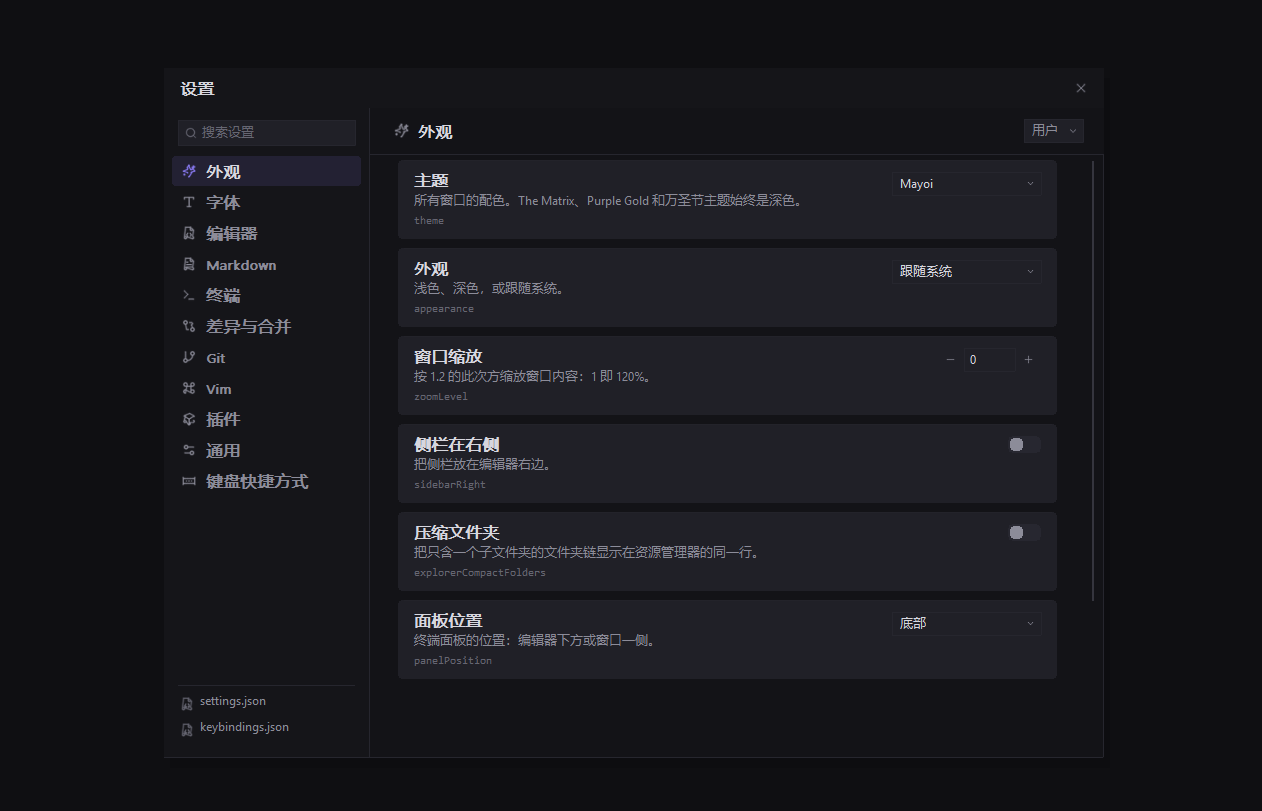 设置
搜索设置
外观
字体
编辑器
Markdown
终端
差异与合并
Git
Vim
插件
通用
键盘快捷方式
settings.json
keybindings.json
外观
用户
主题
所有窗口的配色。The Matrix、Purple Gold 和万圣节主题始终是深色。
theme
Mayoi
外观
浅色、深色，或跟随系统。
appearance
跟随系统
窗口缩放
按 1.2 的此次方缩放窗口内容：1 即 120%。
zoomLevel
0
侧栏在右侧
把侧栏放在编辑器右边。
sidebarRight
压缩文件夹
把只含一个子文件夹的文件夹链显示在资源管理器的同一行。
explorerCompactFolders
面板位置
终端面板的位置：编辑器下方或窗口一侧。
panelPosition
底部